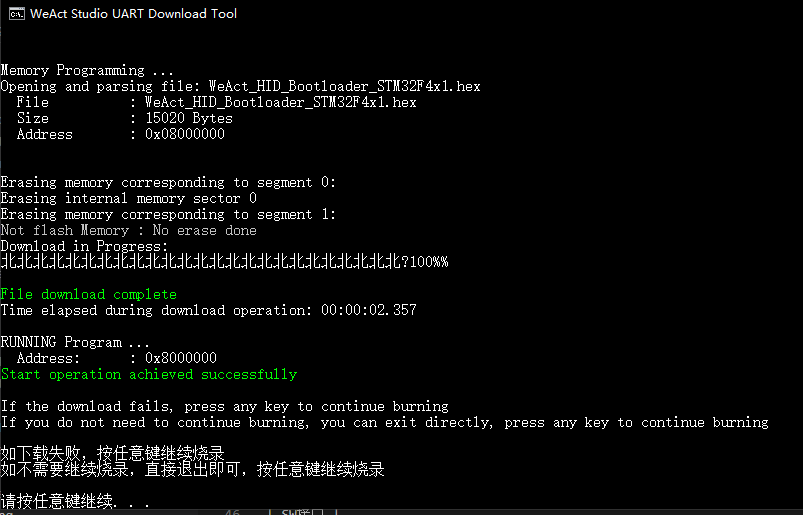 WeAct Studio UART Download Tool
Memory Programming ...
Opening and parsing file: WeAct_HID_Bootloader_STM32F4x1.hex
File : WeAct_HID_Bootloader_STM32F4x1.hex
Size : 15020 Bytes
Address : 0x08000000
Erasing memory corresponding to segment 0:
Erasing internal memory sector 0
Erasing memory corresponding to segment 1:
Not flash Memory : No erase done
Download in Progress:
北北北北北北北北北北北北北北北北北北北北北北北北北?100%%
File download complete
Time elapsed during download operation: 00:00:02.357
RUNNING Program ...
Address: : 0x8000000
Start operation achieved successfully
If the download fails, press any key to continue burning
If you do not need to continue burning, you can exit directly, press any key to continue burning
如下载失败，按任意键继续烧录
如不需要继续烧录，直接退出即可，按任意键继续烧录
请按任意键继续. . .